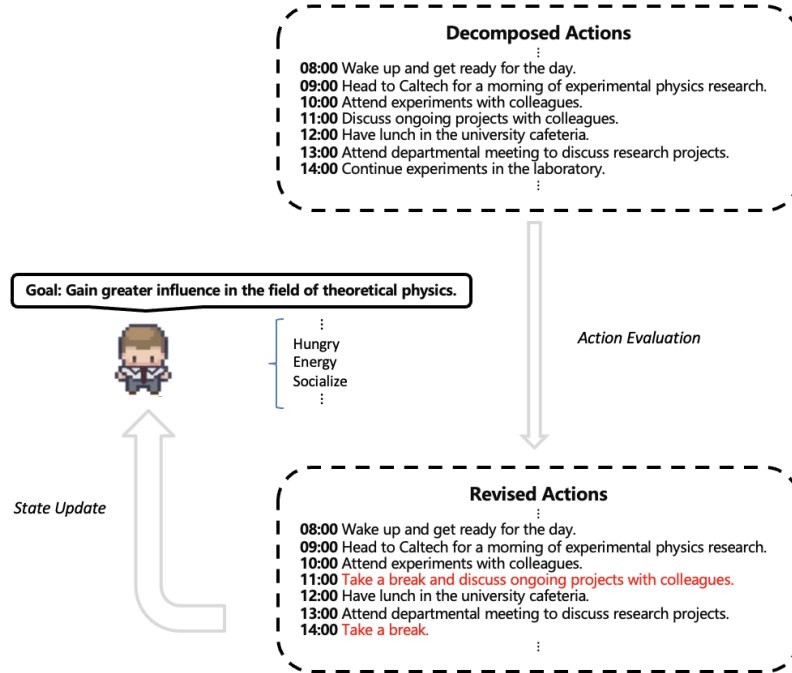 Decomposed Actions
⋮
08:00 Wake up and get ready for the day.
09:00 Head to Caltech for a morning of experimental physics research.
10:00 Attend experiments with colleagues.
11:00 Discuss ongoing projects with colleagues.
12:00 Have lunch in the university cafeteria.
13:00 Attend departmental meeting to discuss research projects.
14:00 Continue experiments in the laboratory.
⋮
Goal: Gain greater influence in the field of theoretical physics.
⋮
Hungry
Energy
Socialize
⋮
Action Evaluation
State Update
Revised Actions
⋮
08:00 Wake up and get ready for the day.
09:00 Head to Caltech for a morning of experimental physics research.
10:00 Attend experiments with colleagues.
11:00 Take a break and discuss ongoing projects with colleagues.
12:00 Have lunch in the university cafeteria.
13:00 Attend departmental meeting to discuss research projects.
14:00 Take a break.
⋮